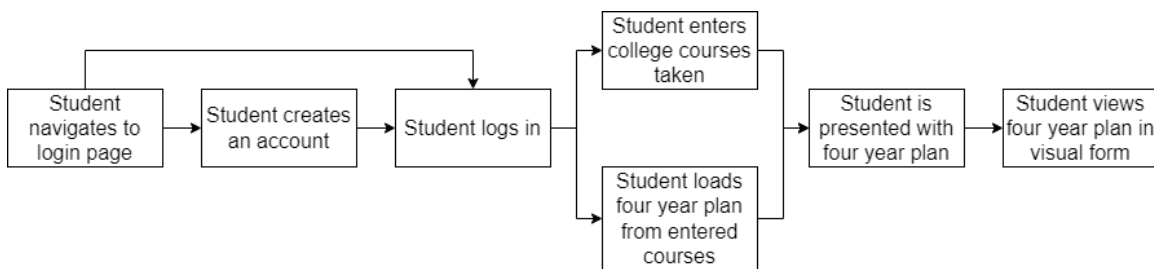 Student
navigates to
login page
Student creates
an account
Student logs in
Student enters
college courses
taken
Student loads
four year plan
from entered
courses
Student is
presented with
four year plan
Student views
four year plan in
visual form